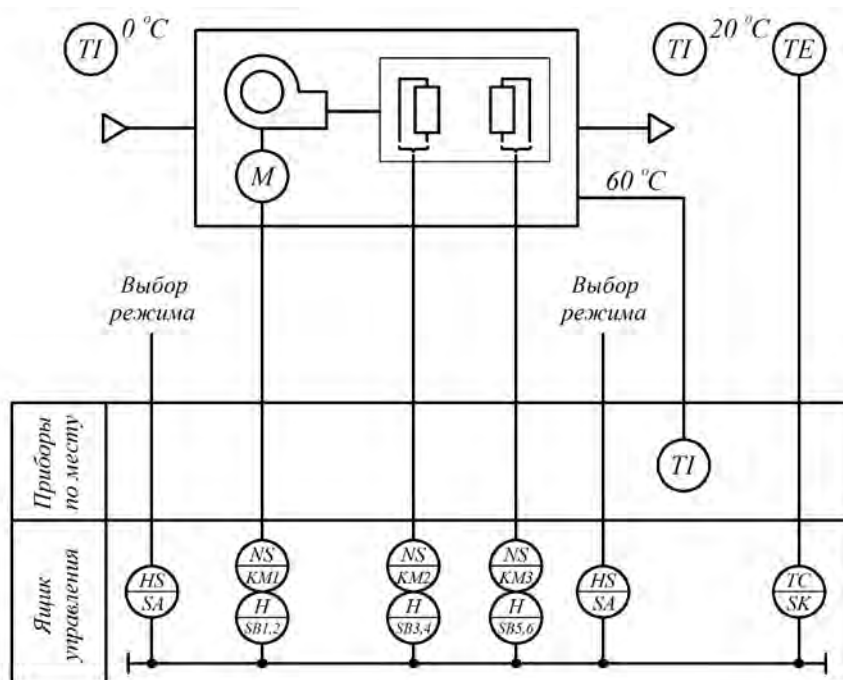 TI
0 °C
TI
20 °C
TE
M
60 °C
Выбор
режима
Выбор
режима
Приборы
по месту
TI
Ящик
управления
HS
SA
NS
KM1
H
SB1,2
NS
KM2
H
SB3,4
NS
KM3
H
SB5,6
HS
SA
TC
SK